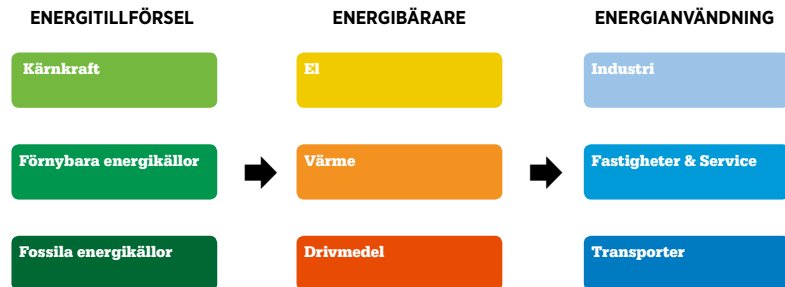 ENERGITILLFÖRSEL
ENERGIBÄRARE
ENERGIANVÄNDNING
Kärnkraft
El
Industri
Förnybara energikällor
Värme
Fastigheter & Service
Fossila energikällor
Drivmedel
Transporter